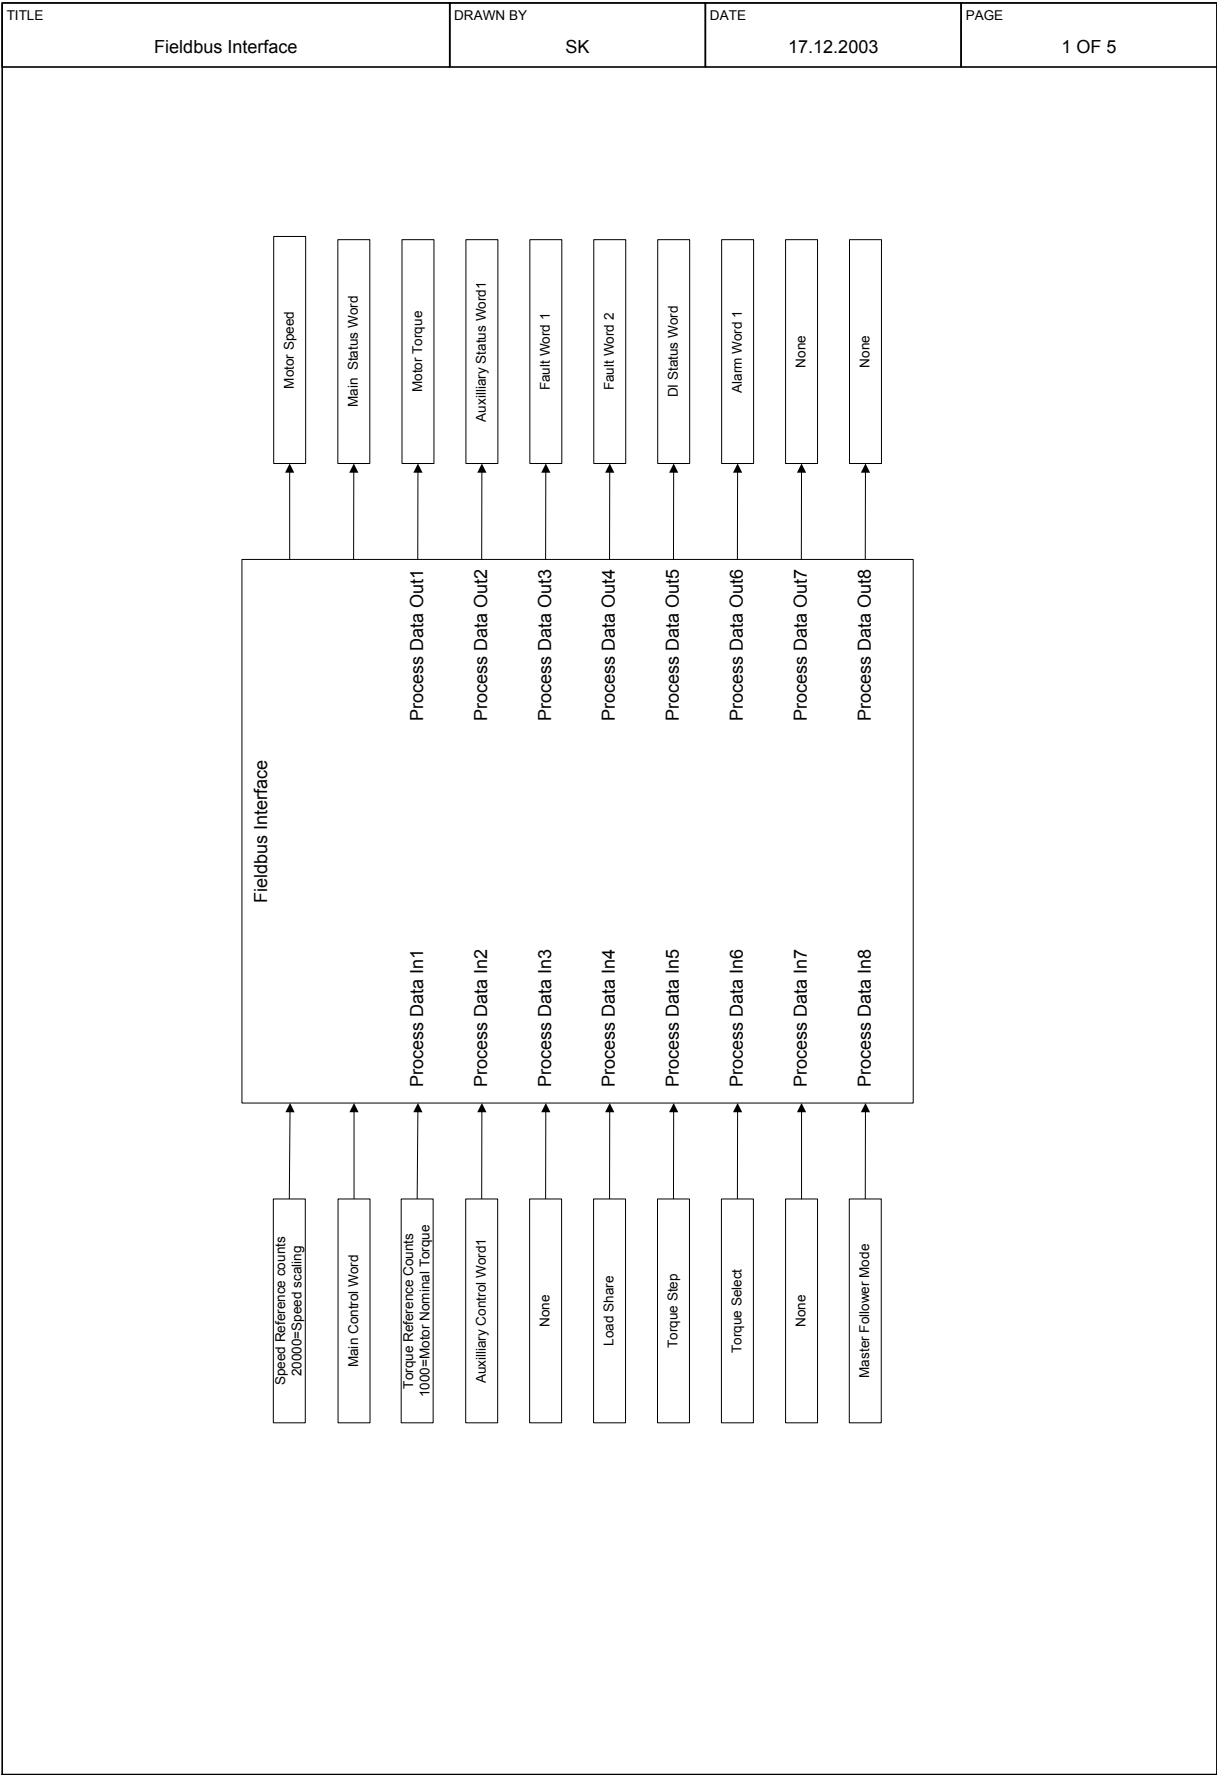 TITLE
Fieldbus Interface
DRAWN BY
SK
DATE
17.12.2003
PAGE
1 OF 5
Motor Speed
Main Status Word
Motor Torque
Auxilliary Status Word1
Fault Word 1
Fault Word 2
DI Status Word
Alarm Word 1
None
None
Fieldbus Interface
Process Data Out1
Process Data Out2
Process Data Out3
Process Data Out4
Process Data Out5
Process Data Out6
Process Data Out7
Process Data Out8
Process Data In1
Process Data In2
Process Data In3
Process Data In4
Process Data In5
Process Data In6
Process Data In7
Process Data In8
Speed Reference counts
20000=Speed scaling
Main Control Word
Torque Reference Counts
1000=Motor Nominal Torque
Auxilliary Control Word1
None
Load Share
Torque Step
Torque Select
None
Master Follower Mode